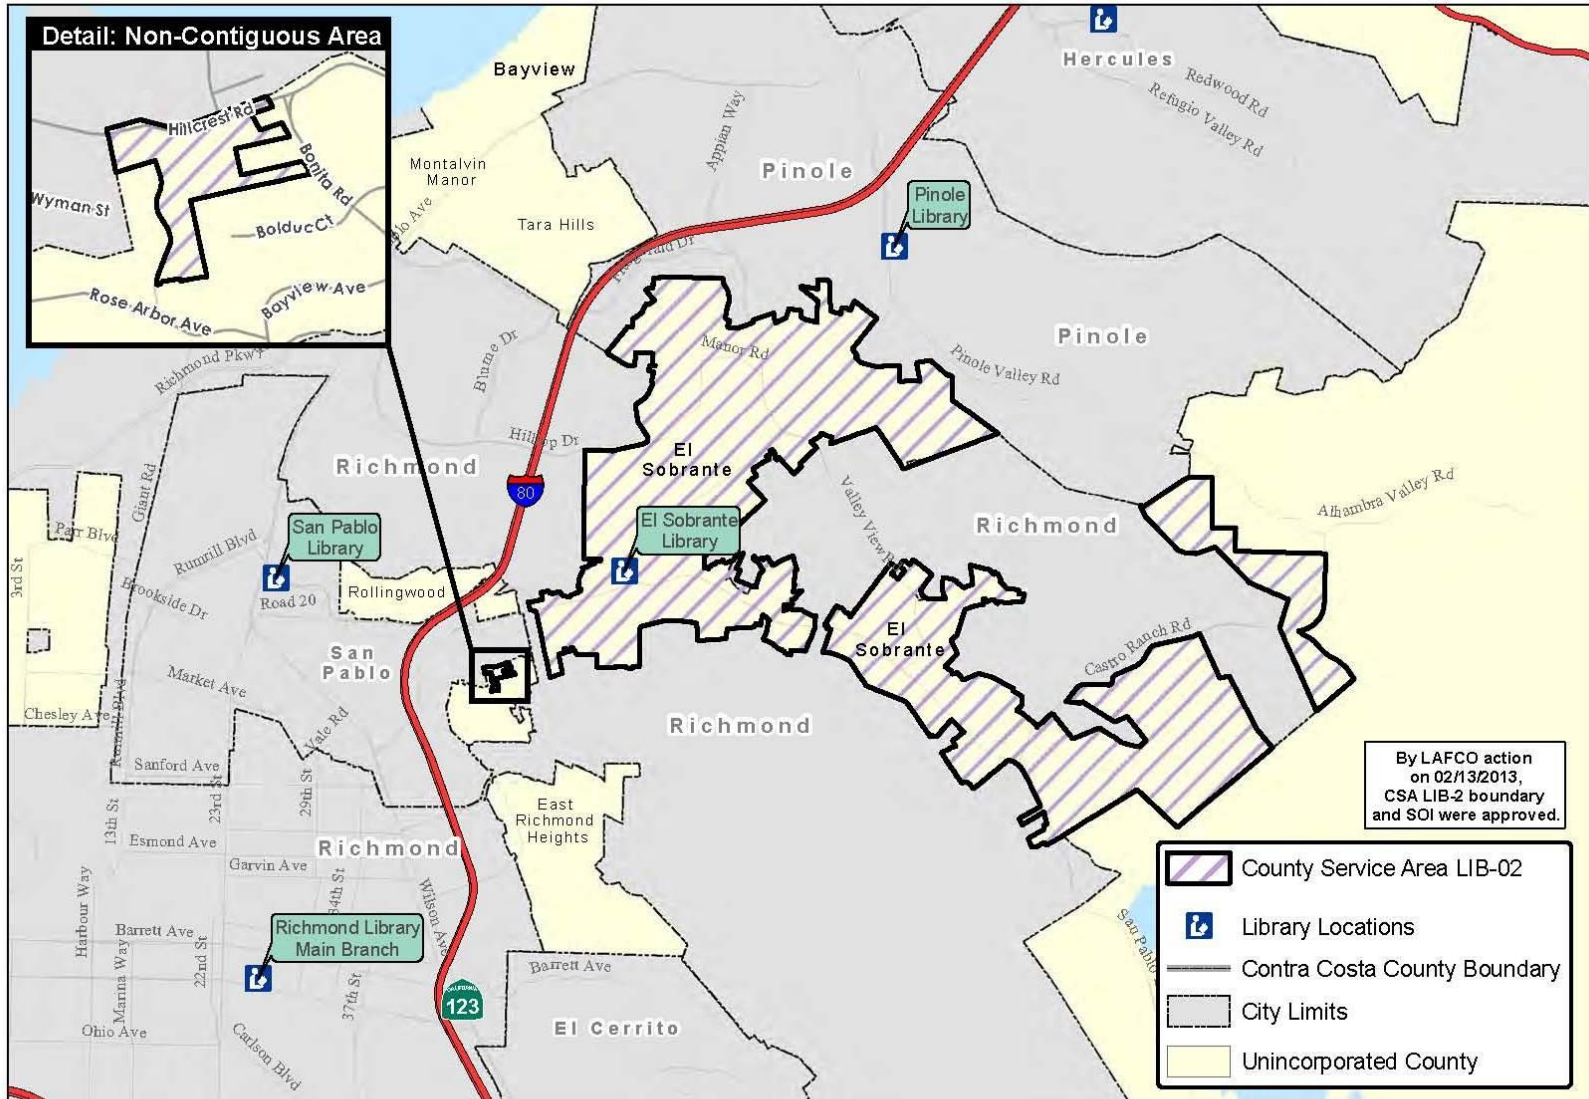 Detail: Non-Contiguous Area
Hillcrest Rd
Bonita Rd
Wyman St
Bolduc Ct
Rose Arbor Ave
Bayview Ave
Bayview
Hercules
Redwood Rd
Refugio Valley Rd
Appian Way
Montalvin
Manor
Pinole
Pinole
Library
Tara Hills
Richmond Pkwy
Blume Dr
Manor Rd
Pinole
Pinole Valley Rd
Hilltop Dr
Richmond
El
Sobrante
80
Giant Rd
Valley View Rd
Alhambra Valley Rd
San Pablo
Library
El Sobrante
Library
Richmond
Parr Blvd
Rumrill Blvd
3rd St
Brookside Dr
Road 20
Rollingwood
El
Sobrante
Castro Ranch Rd
San
Pablo
Market Ave
Chesley Ave
Rumrill Blvd
Vale Rd
Richmond
Sanford Ave
By LAFCO action
on 02/13/2013,
CSA LIB-2 boundary
and SOI were approved.
13th St
23rd St
29th St
East
Richmond
Heights
Esmond Ave
Richmond
Garvin Ave
34th St
Wilson Ave
Harbour Way
Barrett Ave
Marina Way
22nd St
Richmond Library
Main Branch
37th St
Barrett Ave
CALIFORNIA
123
Ohio Ave
Carlson Blvd
El Cerrito
San Pablo
County Service Area LIB-02
Library Locations
Contra Costa County Boundary
City Limits
Unincorporated County